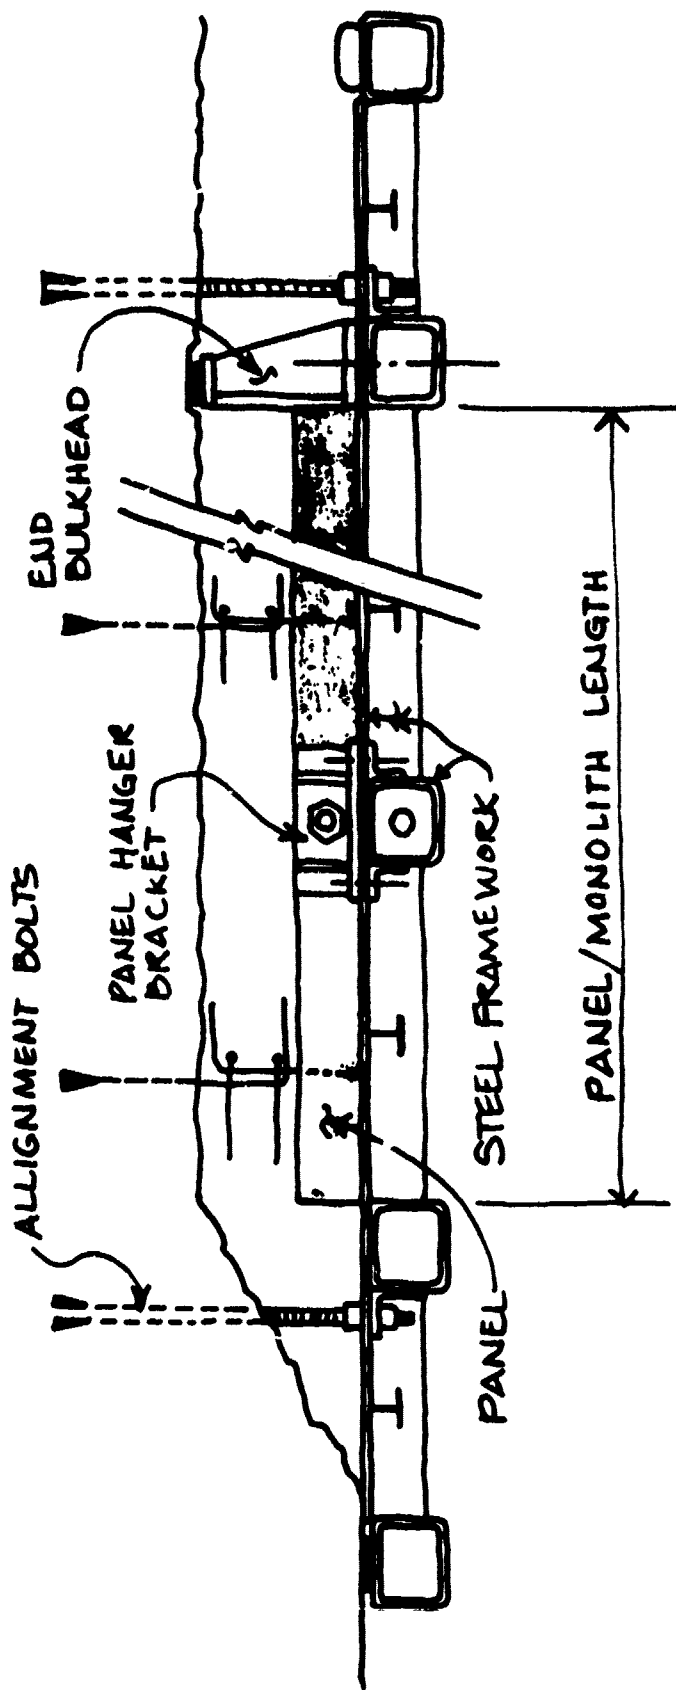 ALLIGNMENT BOLTS
PANEL HANGER
BRACKET
END
BULKHEAD
PANEL
STEEL FRAMEWORK
PANEL/MONOLITH LENGTH